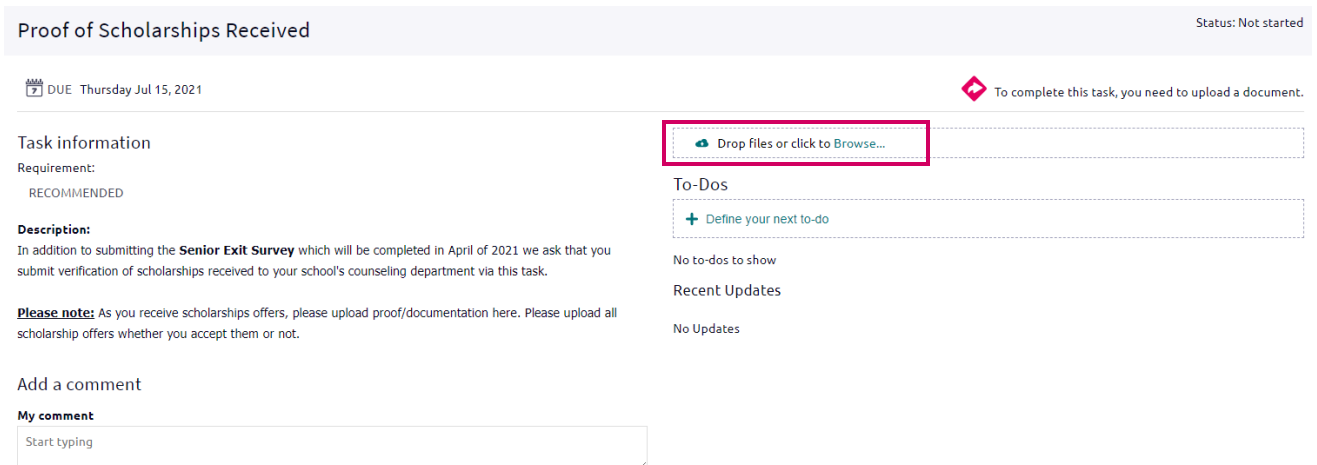 Proof of Scholarships Received
Status: Not started
7 DUE Thursday Jul 15, 2021
To complete this task, you need to upload a document.
Task information
Requirement:
RECOMMENDED
Description:
In addition to submitting the Senior Exit Survey which will be completed in April of 2021 we ask that you
submit verification of scholarships received to your school's counseling department via this task.
Please note: As you receive scholarships offers, please upload proof/documentation here. Please upload all
scholarship offers whether you accept them or not.
Add a comment
My comment
Start typing
Drop files or click to Browse...
To-Dos
+ Define your next to-do
No to-dos to show
Recent Updates
No Updates